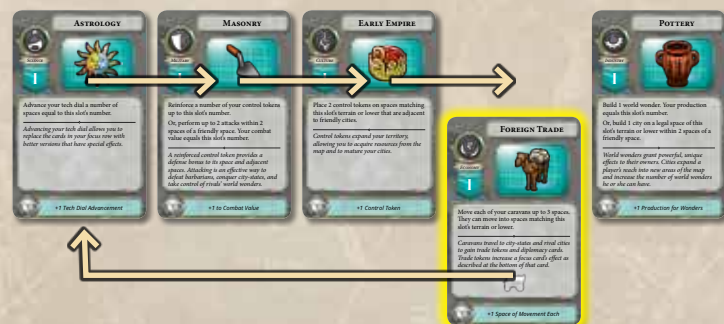 ASTROLOGY
SCIENCE
I
Advance your tech dial a number of
spaces equal to this slot's number.
Advancing your tech dial allows you to
replace the cards in your focus row with
better versions that have special effects.
+1 Tech Dial Advancement
MASONRY
MILITARY
I
Reinforce a number of your control tokens
up to this slot's number.
Or, perform up to 2 attacks within 2
spaces of a friendly space. Your combat
value equals this slot's number.
A reinforced control token provides a
defense bonus to its space and adjacent
spaces. Attacking is an effective way to
defeat barbarians, conquer city-states, and
take control of rivals' world wonders.
+1 to Combat Value
EARLY EMPIRE
CULTURE
I
Place 2 control tokens on spaces matching
this slot's terrain or lower that are adjacent
to friendly cities.
Control tokens expand your territory,
allowing you to acquire resources from the
map and to mature your cities.
+1 Control Token
FOREIGN TRADE
ECONOMY
I
Move each of your caravans up to 3 spaces.
They can move into spaces matching this
slot's terrain or lower.
Caravans travel to city-states and rival cities
to gain trade tokens and diplomacy cards.
Trade tokens increase a focus card's effect as
described at the bottom of that card.
+1 Space of Movement Each
POTTERY
INDUSTRY
I
Build 1 world wonder. Your production
equals this slot's number.
Or, build 1 city on a legal space of this
slot's terrain or lower within 2 spaces of a
friendly space.
World wonders grant powerful, unique
effects to their owners. Cities expand a
player's reach into new areas of the map
and increase the number of world wonders
he or she can have.
+1 Production for Wonders